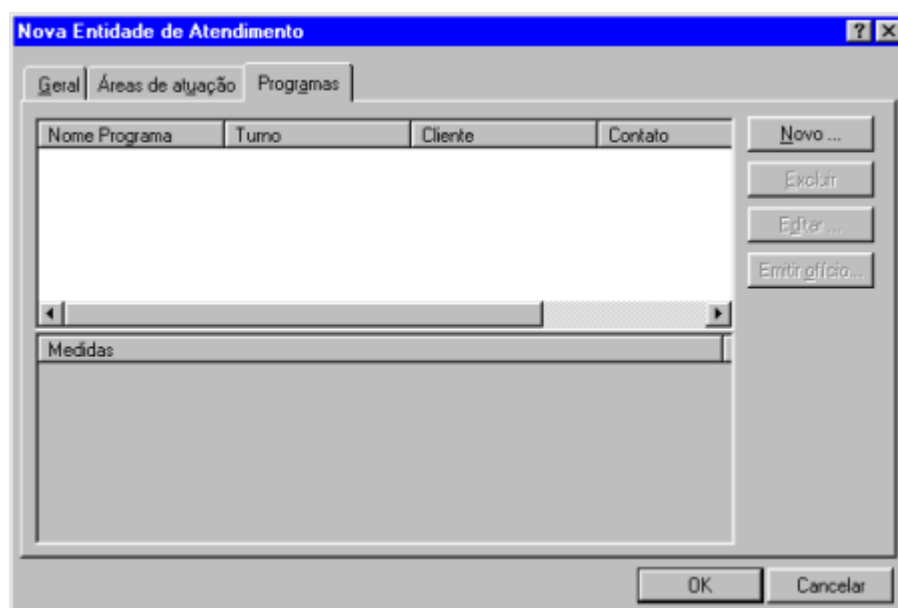 Nova Entidade de Atendimento
Geral Áreas de atuação Programas
Nome Programa Turno Cliente Contato
Novo ...
Excluir
Editar ...
Emitir ofício...
Medidas
OK Cancelar